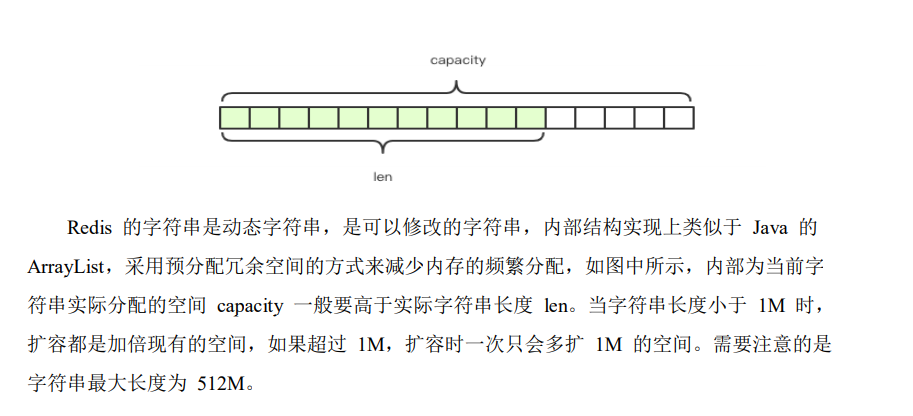 capacity
len
Redis 的字符串是动态字符串，是可以修改的字符串，内部结构实现上类似于 Java 的
ArrayList，采用预分配冗余空间的方式来减少内存的频繁分配，如图中所示，内部为当前字
符串实际分配的空间 capacity 一般要高于实际字符串长度 len。当字符串长度小于 1M 时，
扩容都是加倍现有的空间，如果超过 1M，扩容时一次只会多扩 1M 的空间。需要注意的是
字符串最大长度为 512M。